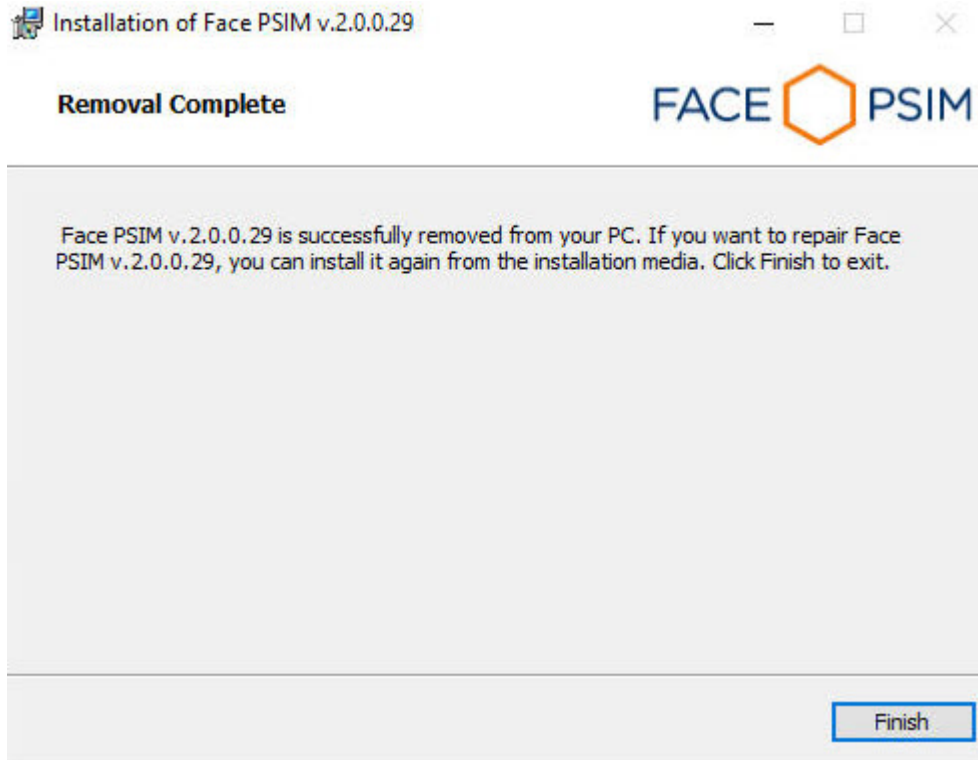 Installation of Face PSIM v.2.0.0.29
Removal Complete
FACE PSIM
Face PSIM v.2.0.0.29 is successfully removed from your PC. If you want to repair Face
PSIM v.2.0.0.29, you can install it again from the installation media. Click Finish to exit.
Finish